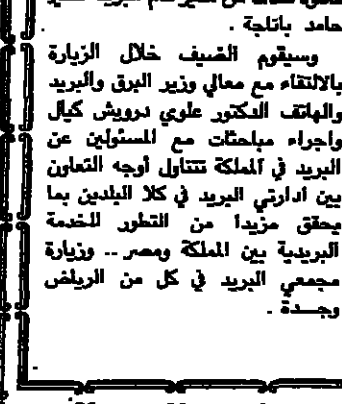 حامد باتاجة .
وسيقوم الضيف خلال الزيارة
بالالتقاء مع معالي وزير البرق والبريد
والهاتف الدكتور علوي درويش كيال
واجراء مباحثات مع المسئولين عن
البريد في المملكة تتناول أوجه التعاون
بين ادارتي البريد في كلا البلدين بما
يحقق مزيدا من التطور للخدمة
البريدية بين المملكة ومصر .. وزيارة
مجمعي البريد في كل من الرياض
وجـــدة .